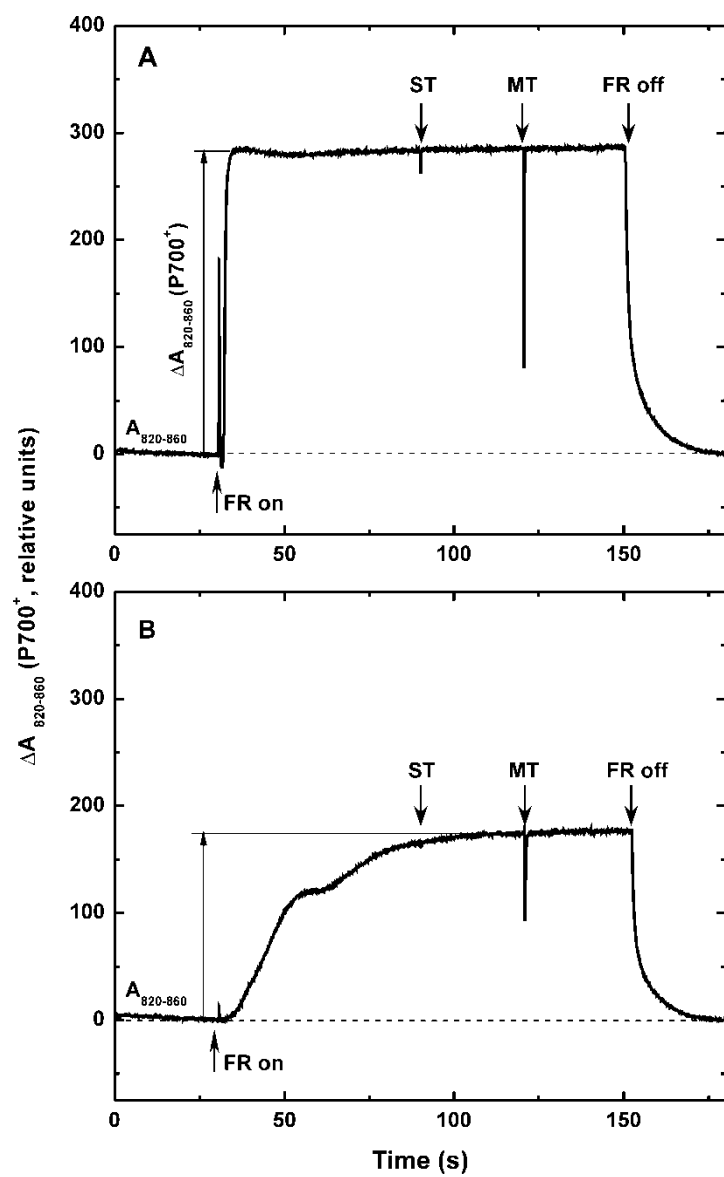 400
A
ST MT FR off
300
ΔA820-860 (P700+)
200
100
A820-860
0
FR on
0 50 100 150
ΔA 820-860 (P700+, relative units)
400
B
300
ST MT FR off
200
100
A820-860
0
FR on
0 50 100 150
Time (s)